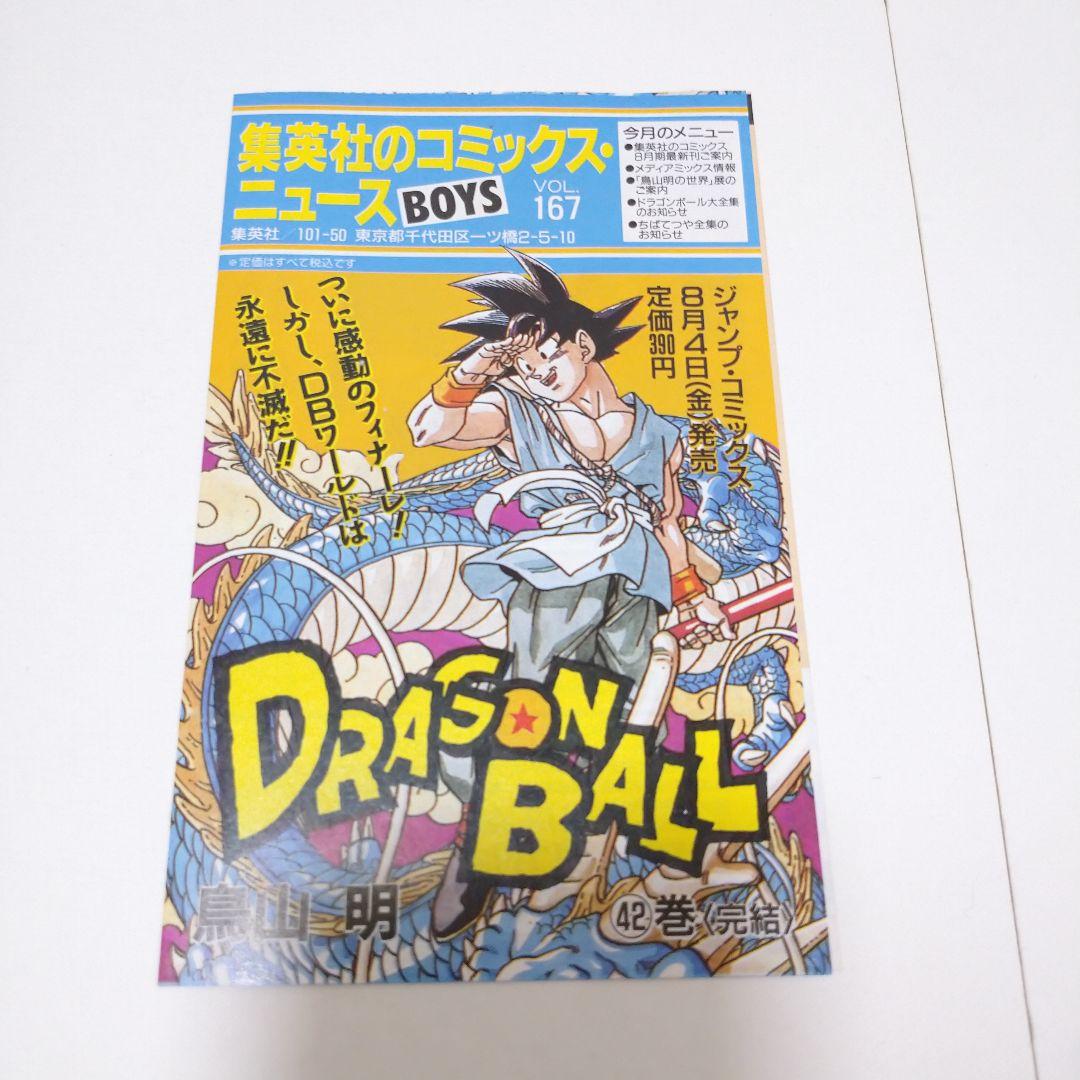 集英社のコミックス・
ニュース BOYS VOL.
167
集英社/101-50 東京都千代田区一ツ橋2-5-10
※定価はすべて税込です
今月のメニュー
●集英社のコミックス
8月期最新刊ご案内
●メディアミックス情報
●「鳥山明の世界」展の
ご案内
●ドラゴンボール大全集
のお知らせ
●ちばてつや全集の
お知らせ
ジャンプ・コミックス
8月4日(金)発売
定価390円
ついに感動のフィナーレ!
しかし、DBワールドは
永遠に不滅だ!!
DRAGON
BALL
鳥山 明
42巻〈完結〉